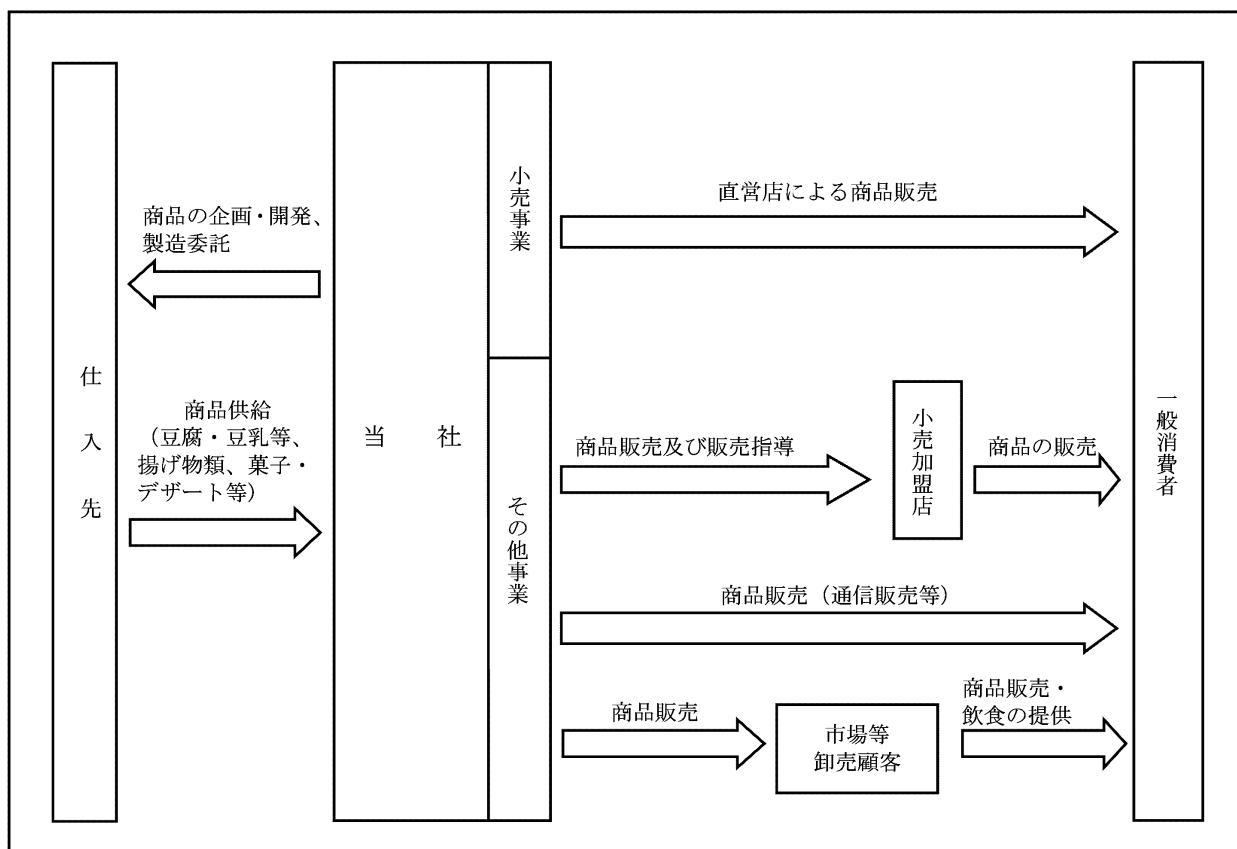 仕入先
商品の企画・開発、
製造委託
商品供給
（豆腐・豆乳等、
揚げ物類、菓子・
デザート等）
当社
小売事業
その他事業
直営店による商品販売
商品販売及び販売指導
小売加盟店
商品の販売
商品販売（通信販売等）
商品販売
市場等
卸売顧客
商品販売・
飲食の提供
一般消費者